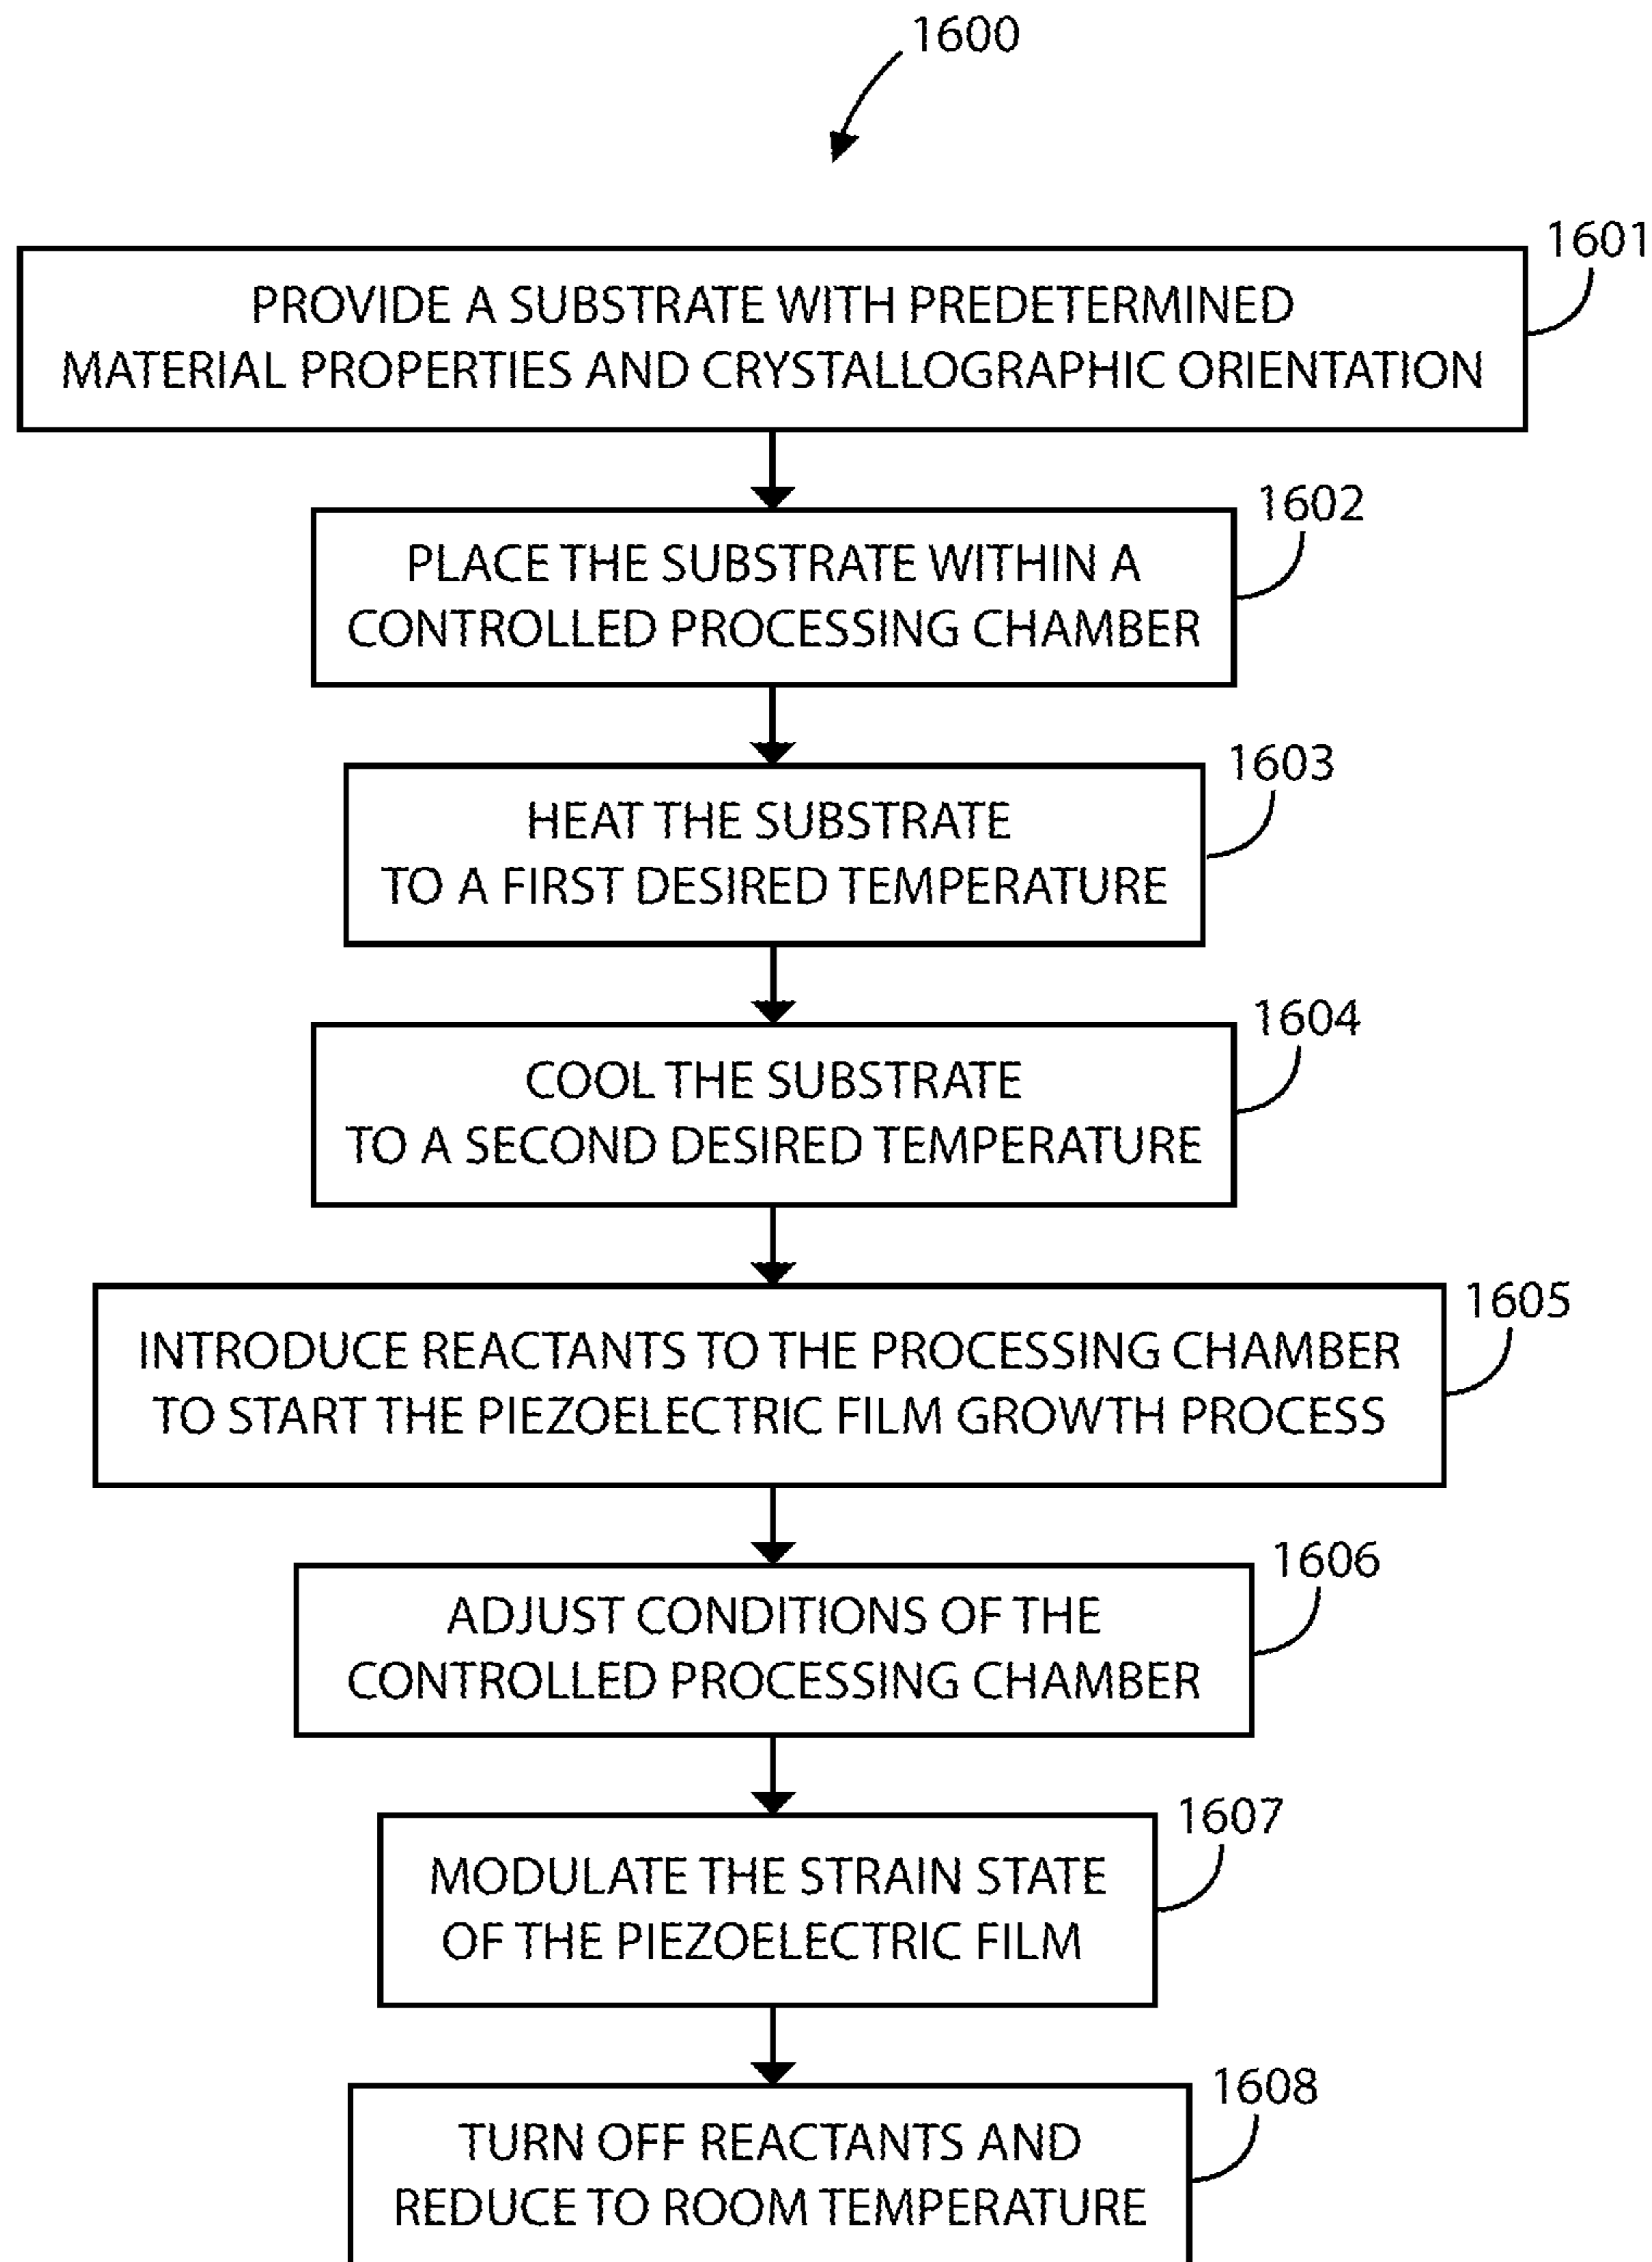 1600
1601
PROVIDE A SUBSTRATE WITH PREDETERMINED
MATERIAL PROPERTIES AND CRYSTALLOGRAPHIC ORIENTATION
1602
PLACE THE SUBSTRATE WITHIN A
CONTROLLED PROCESSING CHAMBER
1603
HEAT THE SUBSTRATE
TO A FIRST DESIRED TEMPERATURE
1604
COOL THE SUBSTRATE
TO A SECOND DESIRED TEMPERATURE
1605
INTRODUCE REACTANTS TO THE PROCESSING CHAMBER
TO START THE PIEZOELECTRIC FILM GROWTH PROCESS
1606
ADJUST CONDITIONS OF THE
CONTROLLED PROCESSING CHAMBER
1607
MODULATE THE STRAIN STATE
OF THE PIEZOELECTRIC FILM
1608
TURN OFF REACTANTS AND
REDUCE TO ROOM TEMPERATURE